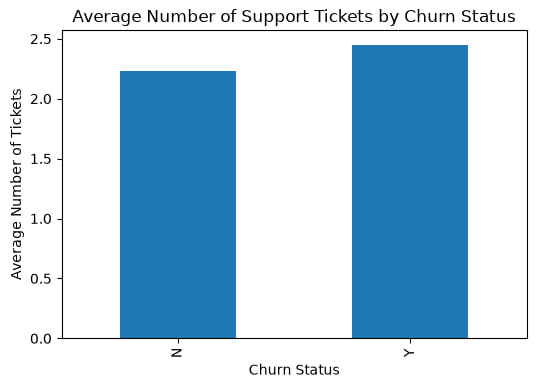 Average Number of Support Tickets by Churn Status
Average Number of Tickets
2.5
2.0
1.5
1.0
0.5
0.0
N
Y
Churn Status